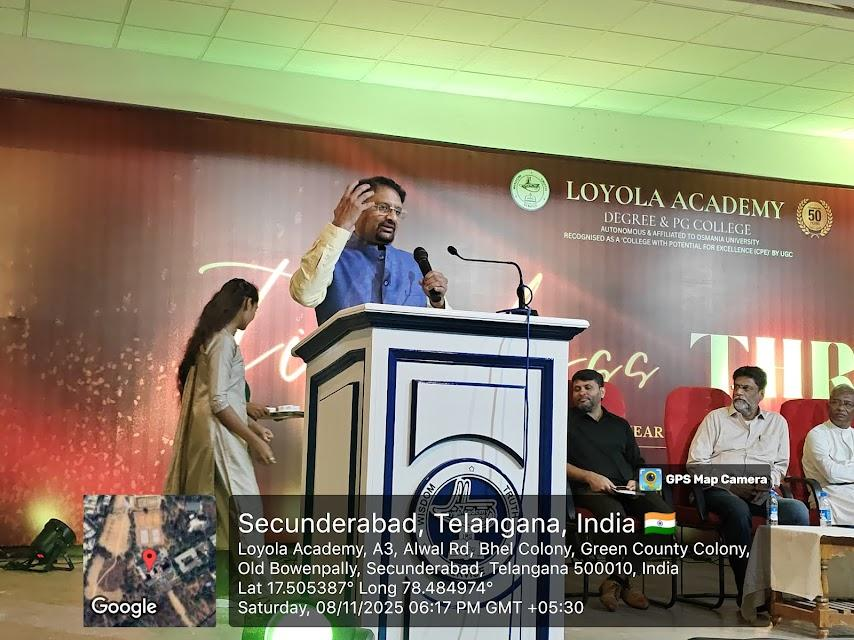 LOYOLA ACADEMY
DEGREE & PG COLLEGE
AUTONOMOUS & AFFILIATED TO OSMANIA UNIVERSITY
RECOGNISED AS A 'COLLEGE WITH POTENTIAL FOR EXCELLENCE (CPE)' BY UGC
50
THR
YEAR
WISDOM
GPS Map Camera
Google
Secunderabad, Telangana, India
Loyola Academy, A3, Alwal Rd, Bhel Colony, Green County Colony,
Old Bowenpally, Secunderabad, Telangana 500010, India
Lat 17.505387° Long 78.484974°
Saturday, 08/11/2025 06:17 PM GMT +05:30